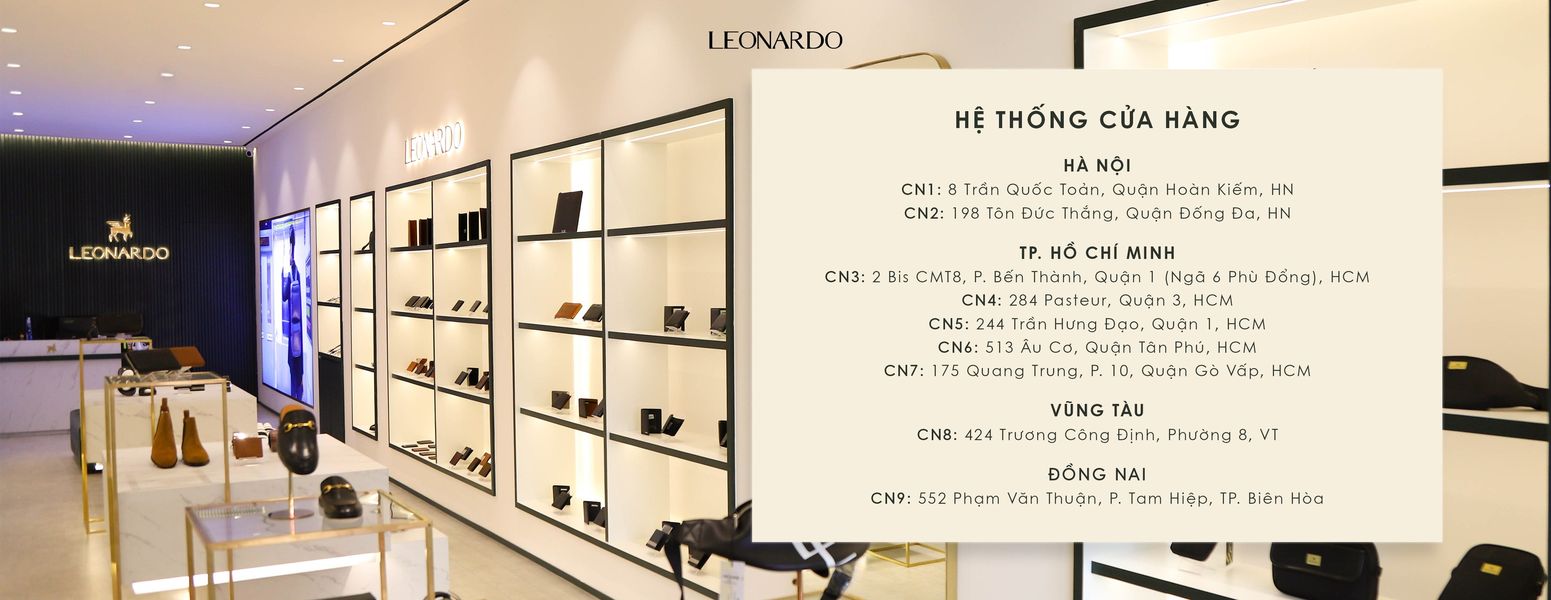 LEONARDO
LEONARDO
LEONARDO
HỆ THỐNG CỬA HÀNG
HÀ NỘI
CN1: 8 Trần Quốc Toản, Quận Hoàn Kiếm, HN
CN2: 198 Tôn Đức Thắng, Quận Đống Đa, HN
TP. HỒ CHÍ MINH
CN3: 2 Bis CMT8, P. Bến Thành, Quận 1 (Ngã 6 Phù Đổng), HCM
CN4: 284 Pasteur, Quận 3, HCM
CN5: 244 Trần Hưng Đạo, Quận 1, HCM
CN6: 513 Âu Cơ, Quận Tân Phú, HCM
CN7: 175 Quang Trung, P. 10, Quận Gò Vấp, HCM
VŨNG TÀU
CN8: 424 Trương Công Định, Phường 8, VT
ĐỒNG NAI
CN9: 552 Phạm Văn Thuận, P. Tam Hiệp, TP. Biên Hòa